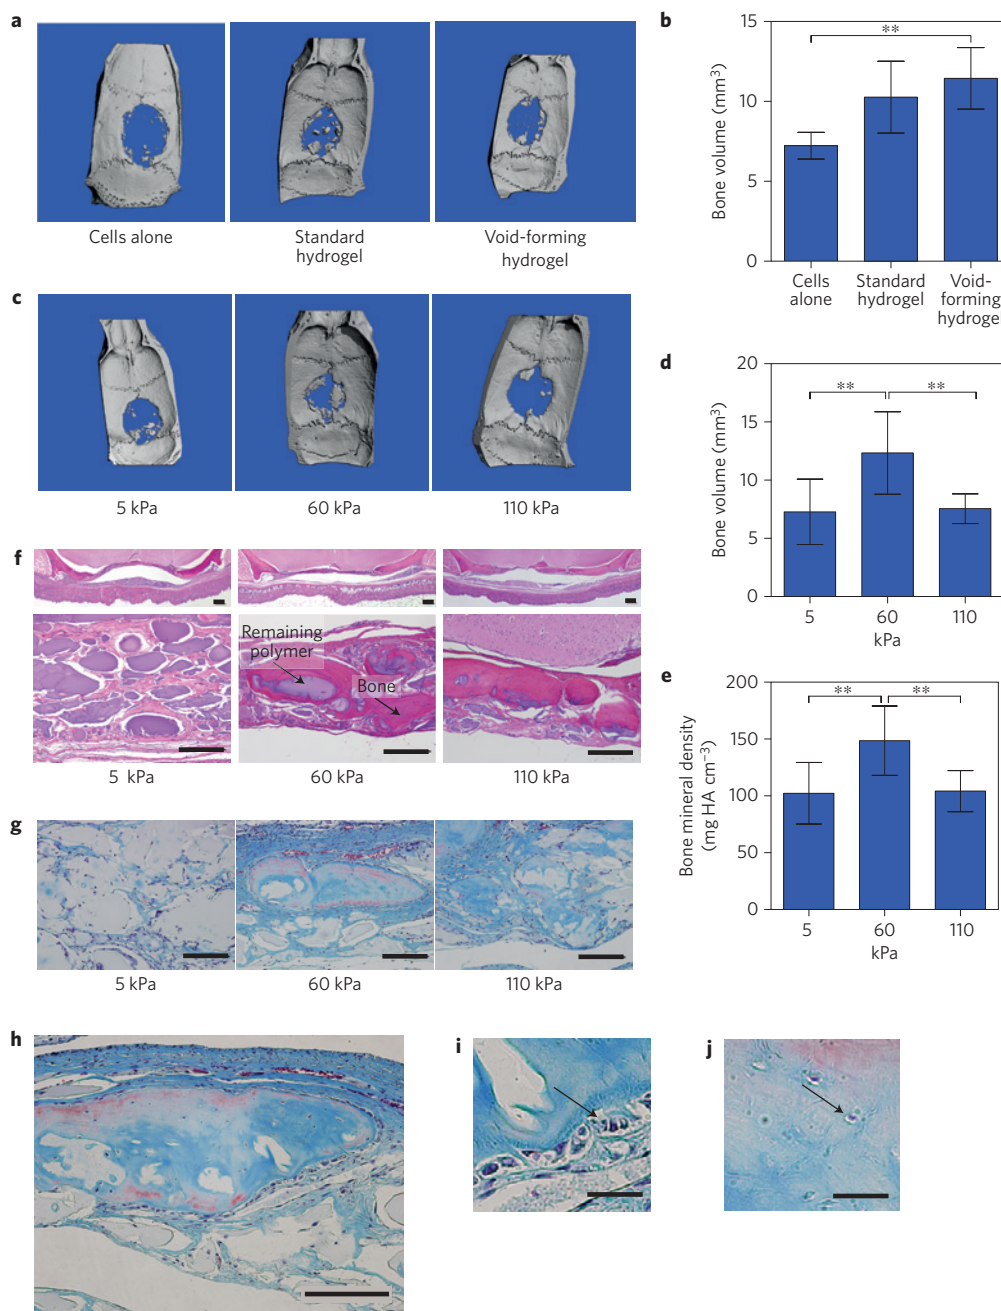 a
Cells alone
Standard
hydrogel
Void-forming
hydrogel
b
Bone volume (mm³)
15
10
5
0
**
Cells
alone
Standard
hydrogel
Void-
forming
hydrogel
c
5 kPa
60 kPa
110 kPa
d
Bone volume (mm³)
20
15
10
5
0
**
**
5
60
110
kPa
e
Bone mineral density
(mg HA cm⁻³)
200
150
100
50
0
**
**
5
60
110
kPa
f
Remaining
polymer
Bone
5 kPa
60 kPa
110 kPa
g
5 kPa
60 kPa
110 kPa
h
i
j